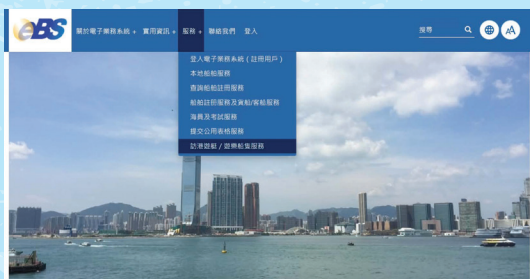 eBS
關於電子業務系統 + 實用資訊 + 服務 + 聯絡我們 登入 搜尋 AA
登入電子業務系統（註冊用戶）
本地船舶服務
查詢船舶註冊服務
船舶註冊服務及貨船/客船服務
海員及考試服務
提交公用表格服務
訪港遊艇 / 遊樂船隻服務